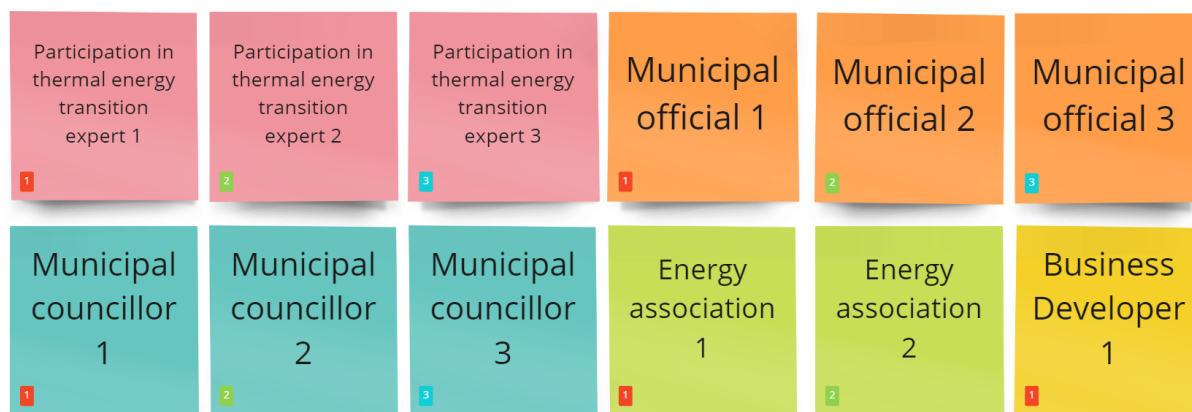 Participation in
thermal energy
transition
expert 1
1
Participation in
thermal energy
transition
expert 2
2
Participation in
thermal energy
transition
expert 3
3
Municipal
official 1
1
Municipal
official 2
2
Municipal
official 3
3
Municipal
councillor
1
1
Municipal
councillor
2
2
Municipal
councillor
3
3
Energy
association
1
1
Energy
association
2
2
Business
Developer
1
1